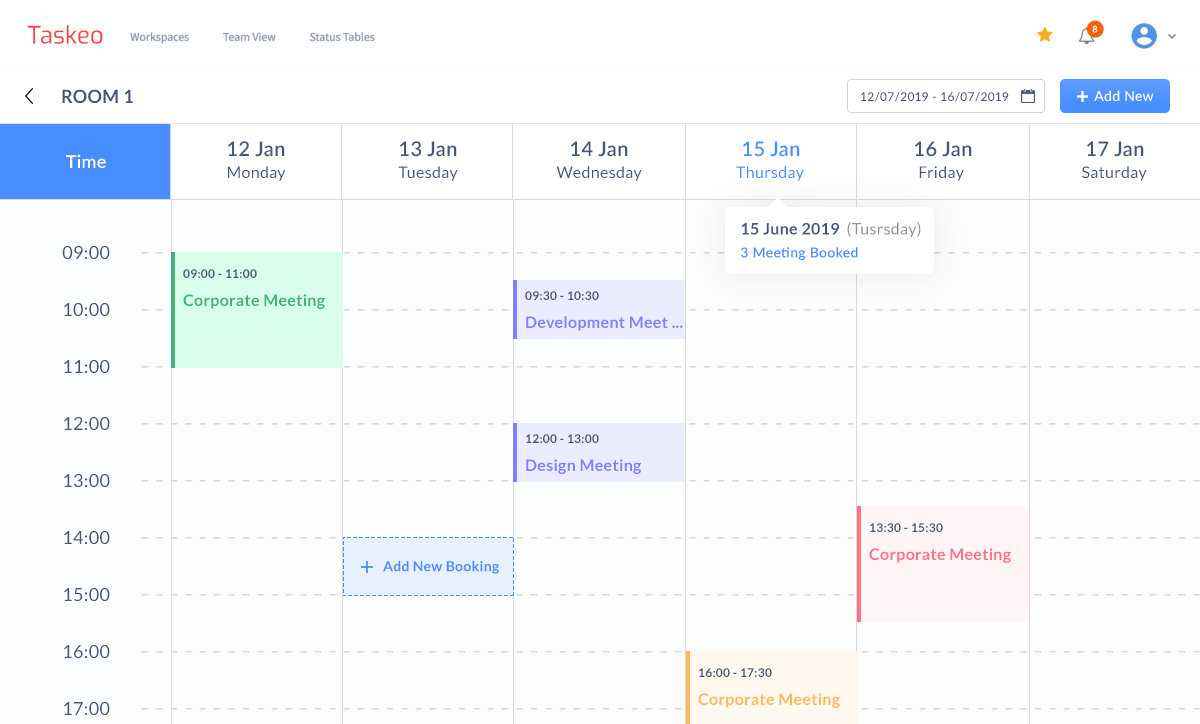 Taskeo
Workspaces
Team View
Status Tables
8
ROOM 1
12/07/2019 - 16/07/2019
+ Add New
Time
12 Jan
Monday
13 Jan
Tuesday
14 Jan
Wednesday
15 Jan
Thursday
16 Jan
Friday
17 Jan
Saturday
15 June 2019 (Tusrsday)
3 Meeting Booked
09:00
09:00 - 11:00
Corporate Meeting
09:30 - 10:30
Development Meet ...
10:00
11:00
12:00
12:00 - 13:00
Design Meeting
13:00
13:30 - 15:30
Corporate Meeting
14:00
+ Add New Booking
15:00
16:00
16:00 - 17:30
Corporate Meeting
17:00